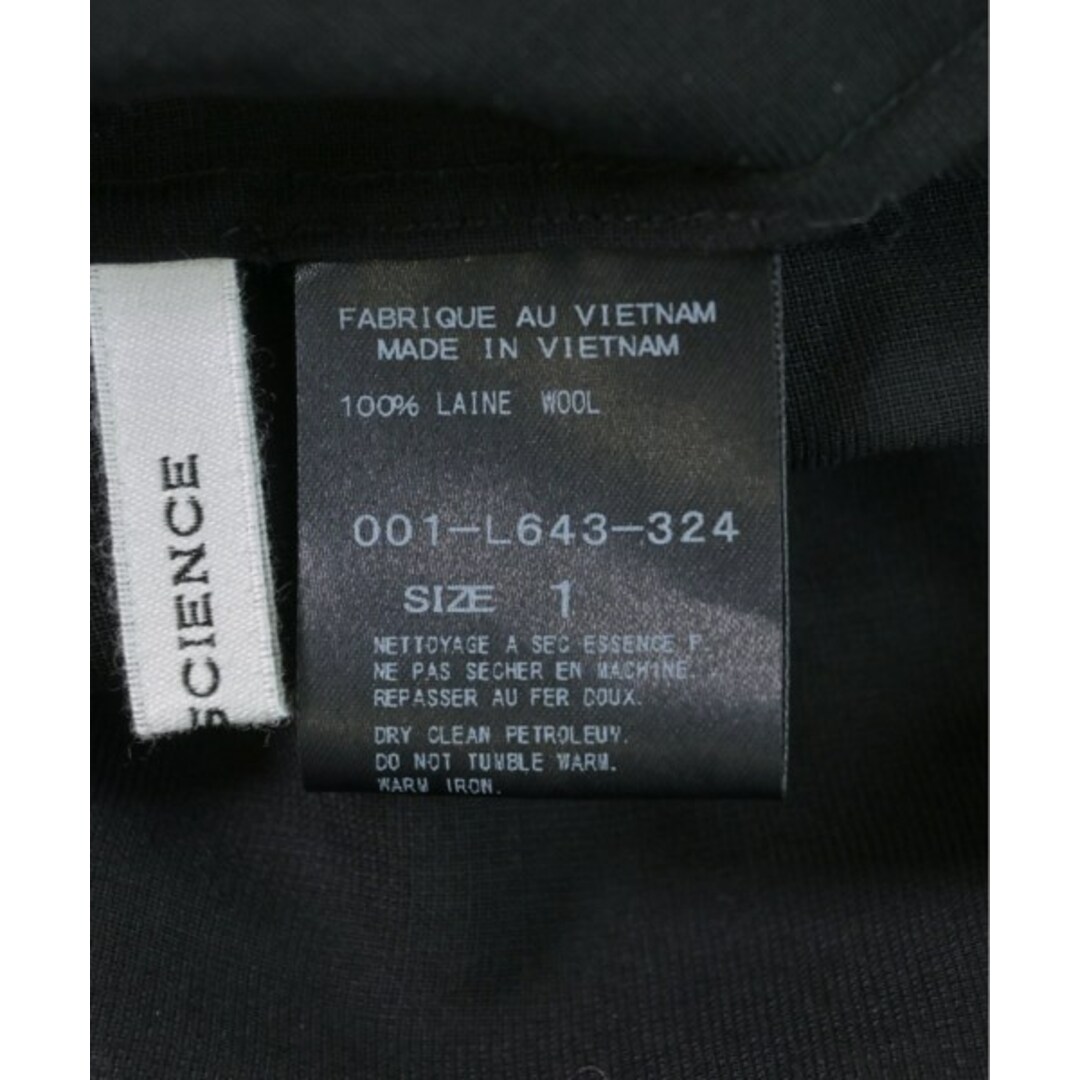 SCIENCE
FABRIQUE AU VIETNAM
MADE IN VIETNAM
100% LAINE WOOL
001-L643-324
SIZE 1
NETTOYAGE A SEC ESSENCE P.
NE PAS SECHER EN MACHINE.
REPASSER AU FER DOUX.
DRY CLEAN PETROLEUM.
DO NOT TUMBLE WARM.
WARM IRON.